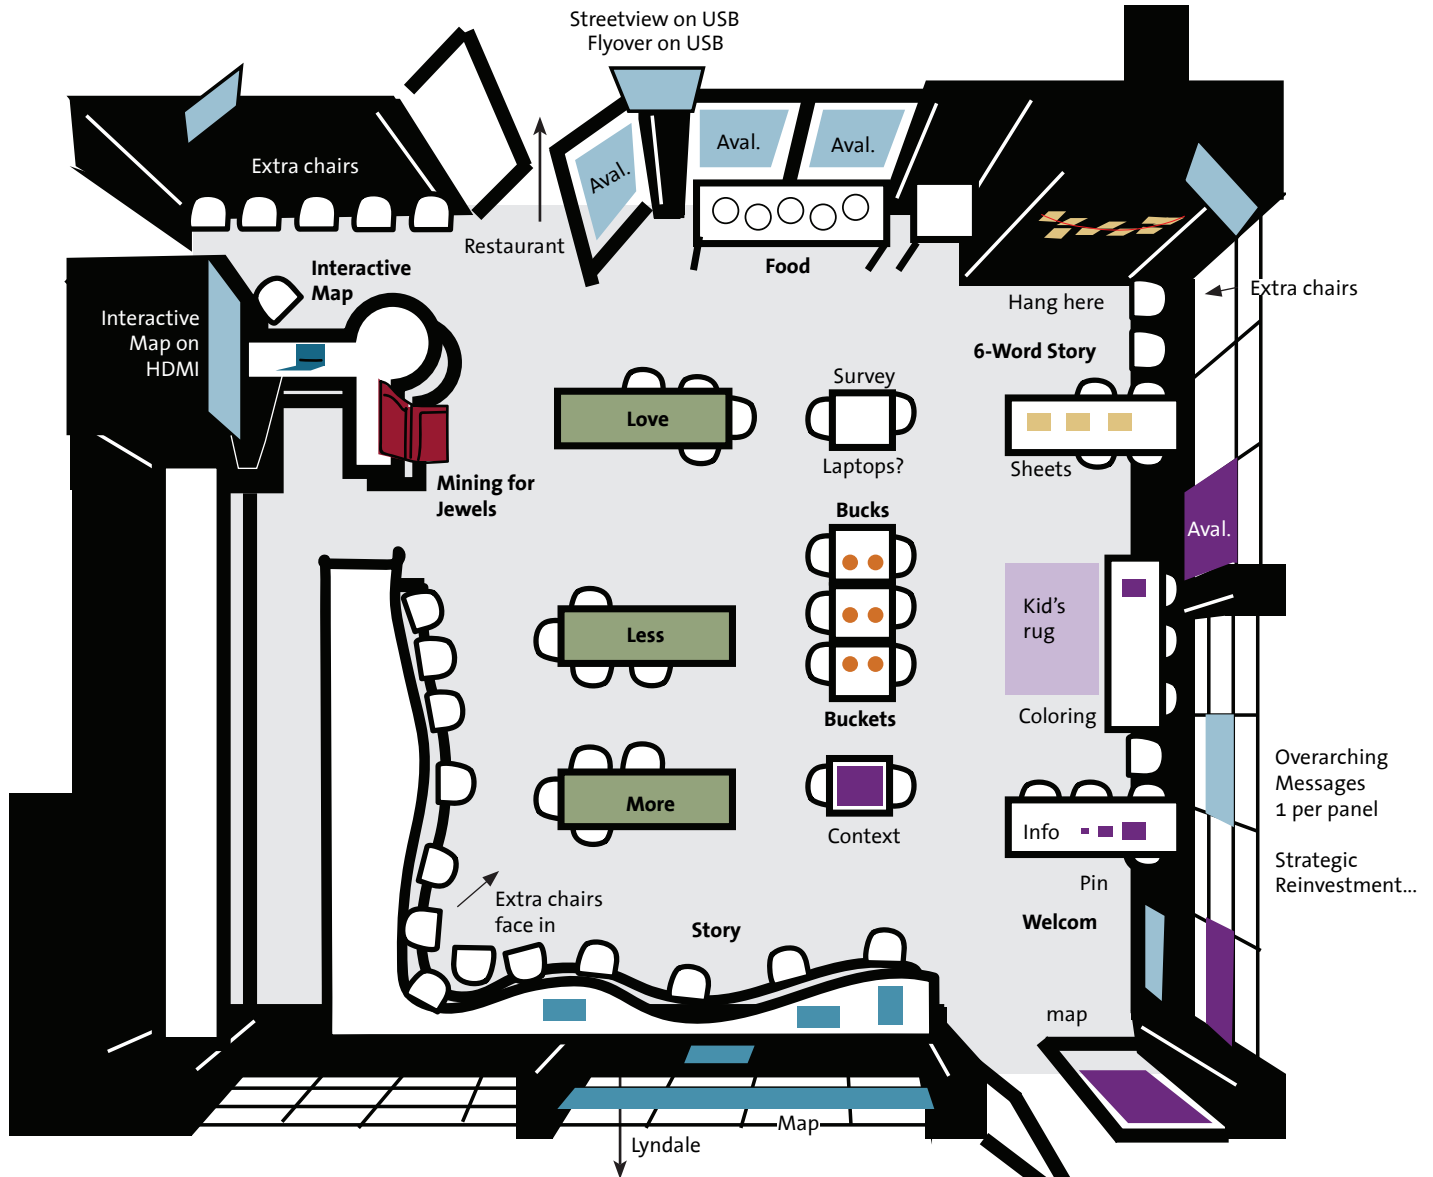 Streetview on USB
Flyover on USB
Aval.
Aval.
Aval.
Extra chairs
Restaurant
Food
Interactive
Map
Interactive
Map on
HDMI
Hang here
Extra chairs
6-Word Story
Survey
Love
Laptops?
Sheets
Mining for
Jewels
Bucks
Aval.
Kid's
rug
Less
Buckets
Coloring
Overarching
Messages
1 per panel
More
Context
Info
Strategic
Reinvestment...
Pin
Extra chairs
face in
Story
Welcom
map
Map
Lyndale